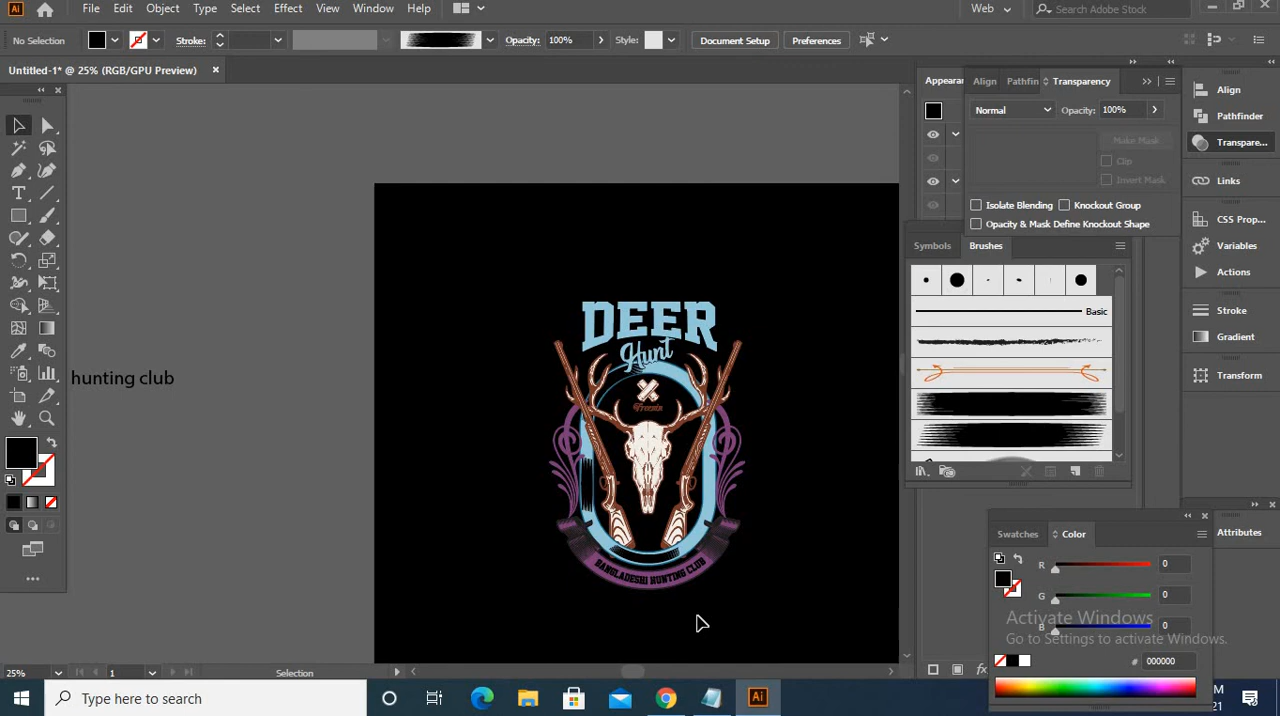 File Edit Object Type Select Effect View Window Help
Web
Search Adobe Stock
No Selection
Stroke:
Opacity: 100%
Style:
Document Setup
Preferences
Untitled-1* @ 25% (RGB/GPU Preview)
Align
Pathfin
Transparency
Normal
Opacity: 100%
Make Mask
Clip
Invert Mask
Isolate Blending
Knockout Group
Opacity & Mask Define Knockout Shape
Symbols
Brushes
Basic
Align
Pathfinder
Transpare...
Links
CSS Prop...
Variables
Actions
Stroke
Gradient
Transform
Attributes
hunting club
DEER
Hunt
BANGLADESHI HUNTING CLUB
Swatches
Color
R 0
G 0
B 0
# 000000
Activate Windows
Go to Settings to activate Windows.
25%
1
Selection
Type here to search
Ai